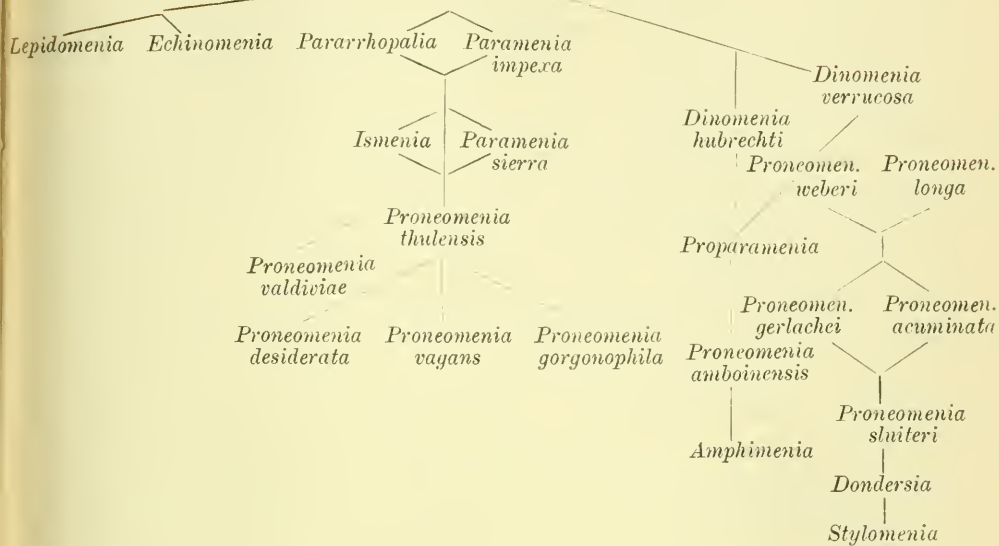 Lepidomenia Echinomenia Pararrhopalia Paramenia
impexa
Dinomenia
verrucosa
Dinomenia
hubrechti
Ismenia Paramenia
sierra
Proneomen. Proneomen.
weberi longa
Proneomenia
thulensis
Proparamenia
Proneomenia
valdiviae
Proneomen. Proneomen.
gerlachei acuminata
Proneomenia Proneomenia Proneomenia
desiderata vagans gorgonophila
Proneomenia
amboinensis
Proneomenia
sluiteri
Amphimenia
Dondersia
Stylomenia